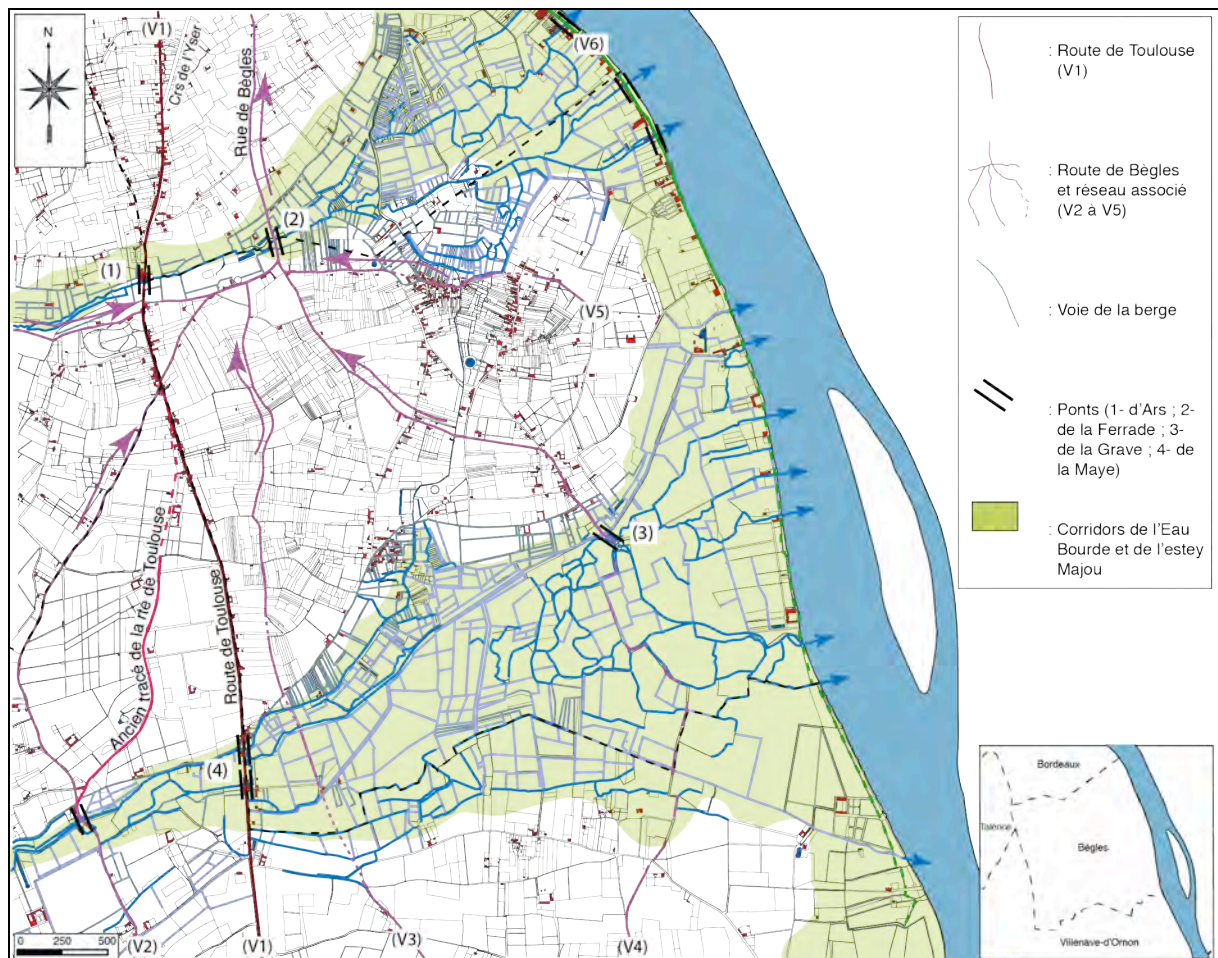 N
(V1)
Crs de l'Yser
Rue de Bègles
(V6)
(2)
(1)
(V5)
(3)
Ancien tracé de la rte de Toulouse
Route de Toulouse
(4)
0 250 500
(V2)
(V1)
(V3)
(V4)
: Route de Toulouse
(V1)
: Route de Bègles
et réseau associé
(V2 à V5)
: Voie de la berge
: Ponts (1- d'Ars ; 2-
de la Ferrade ; 3-
de la Grave ; 4- de
la Maye)
: Corridors de l'Eau
Bourde et de l'estey
Majou
Bordeaux
Talence
Bègles
Villenave-d'Ornon